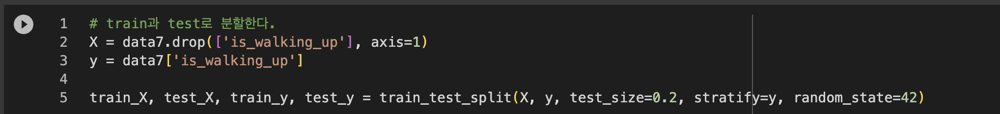 1 # train과 test로 분할한다.
2 X = data7.drop(['is_walking_up'], axis=1)
3 y = data7['is_walking_up']
4
5 train_X, test_X, train_y, test_y = train_test_split(X, y, test_size=0.2, stratify=y, random_state=42)